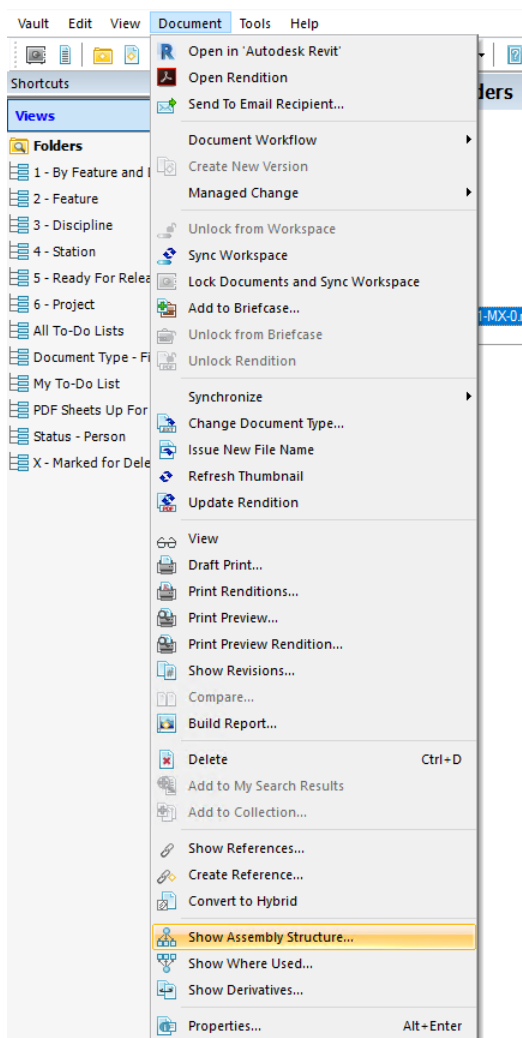 Vault Edit View Document Tools Help
Shortcuts
Views
Folders
1 - By Feature and
2 - Feature
3 - Discipline
4 - Station
5 - Ready For Relea
6 - Project
All To-Do Lists
Document Type - Fi
My To-Do List
PDF Sheets Up For
Status - Person
X - Marked for Dele
Open in 'Autodesk Revit'
Open Rendition
Send To Email Recipient...
Document Workflow
Create New Version
Managed Change
Unlock from Workspace
Sync Workspace
Lock Documents and Sync Workspace
Add to Briefcase...
Unlock from Briefcase
Unlock Rendition
Synchronize
Change Document Type...
Issue New File Name
Refresh Thumbnail
Update Rendition
View
Draft Print...
Print Renditions...
Print Preview...
Print Preview Rendition...
Show Revisions...
Compare...
Build Report...
Delete Ctrl+D
Add to My Search Results
Add to Collection...
Show References...
Create Reference...
Convert to Hybrid
Show Assembly Structure...
Show Where Used...
Show Derivatives...
Properties... Alt+Enter
ders
1-MX-0.